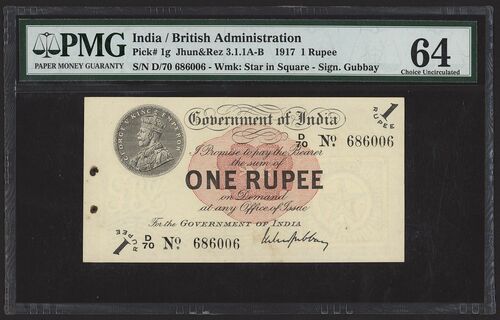 PMG
PAPER MONEY GUARANTY
India / British Administration
Pick# 1g Jhun&Rez 3.1.1A-B 1917 1 Rupee
S/N D/70 686006 - Wmk: Star in Square - Sign. Gubbay
64
Choice Uncirculated
GEORGE V KING EMPEROR
Government of India
1 RUPEE
D/70 No 686006
I Promise to pay the Bearer
the sum of
ONE RUPEE
on Demand
at any Office of Issue
For the GOVERNMENT OF INDIA
1 RUPEE
D/70 No 686006